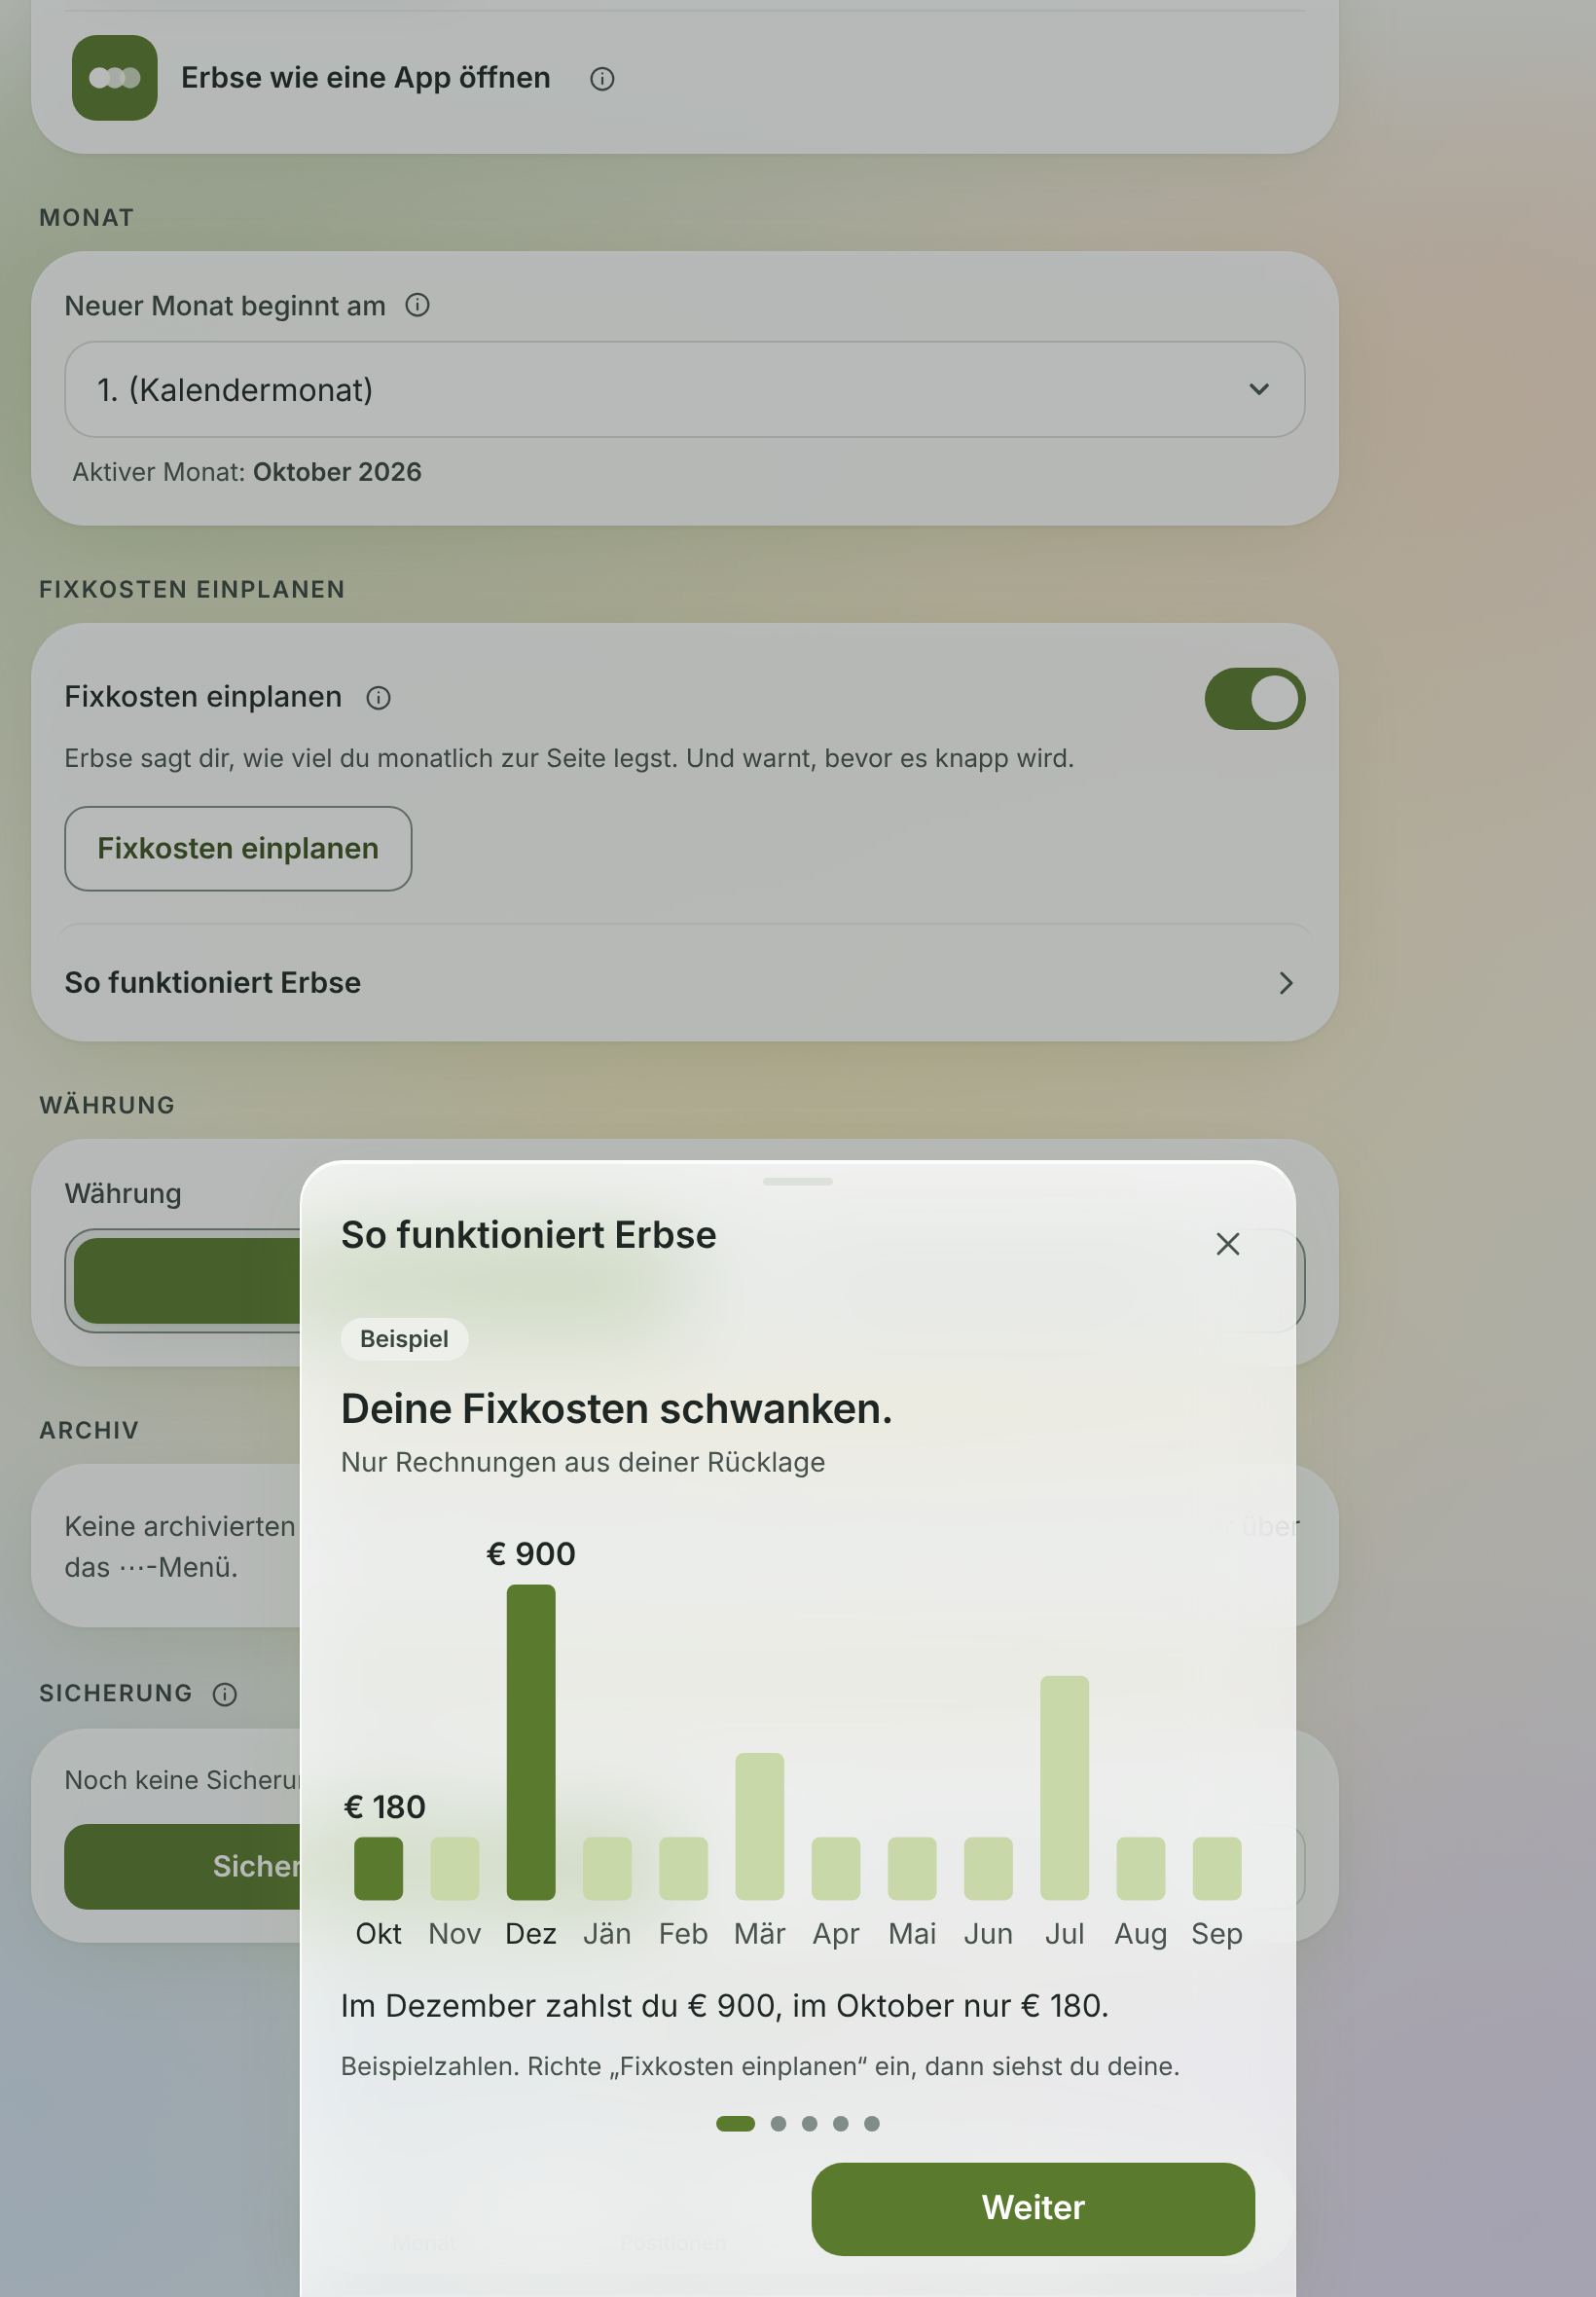 Erbse wie eine App öffnen
MONAT
Neuer Monat beginnt am
1. (Kalendermonat)
Aktiver Monat: Oktober 2026
FIXKOSTEN EINPLANEN
Fixkosten einplanen
Erbse sagt dir, wie viel du monatlich zur Seite legst. Und warnt, bevor es knapp wird.
Fixkosten einplanen
So funktioniert Erbse
WÄHRUNG
Währung
ARCHIV
Keine archivierten
über
das ···-Menü.
SICHERUNG
Noch keine
So funktioniert Erbse
Beispiel
Deine Fixkosten schwanken.
Nur Rechnungen aus deiner Rücklage
€ 900
€ 180
Okt Nov Dez Jän Feb Mär Apr Mai Jun Jul Aug Sep
Im Dezember zahlst du € 900, im Oktober nur € 180.
Beispielzahlen. Richte „Fixkosten einplanen“ ein, dann siehst du deine.
Weiter
Monat Positionen